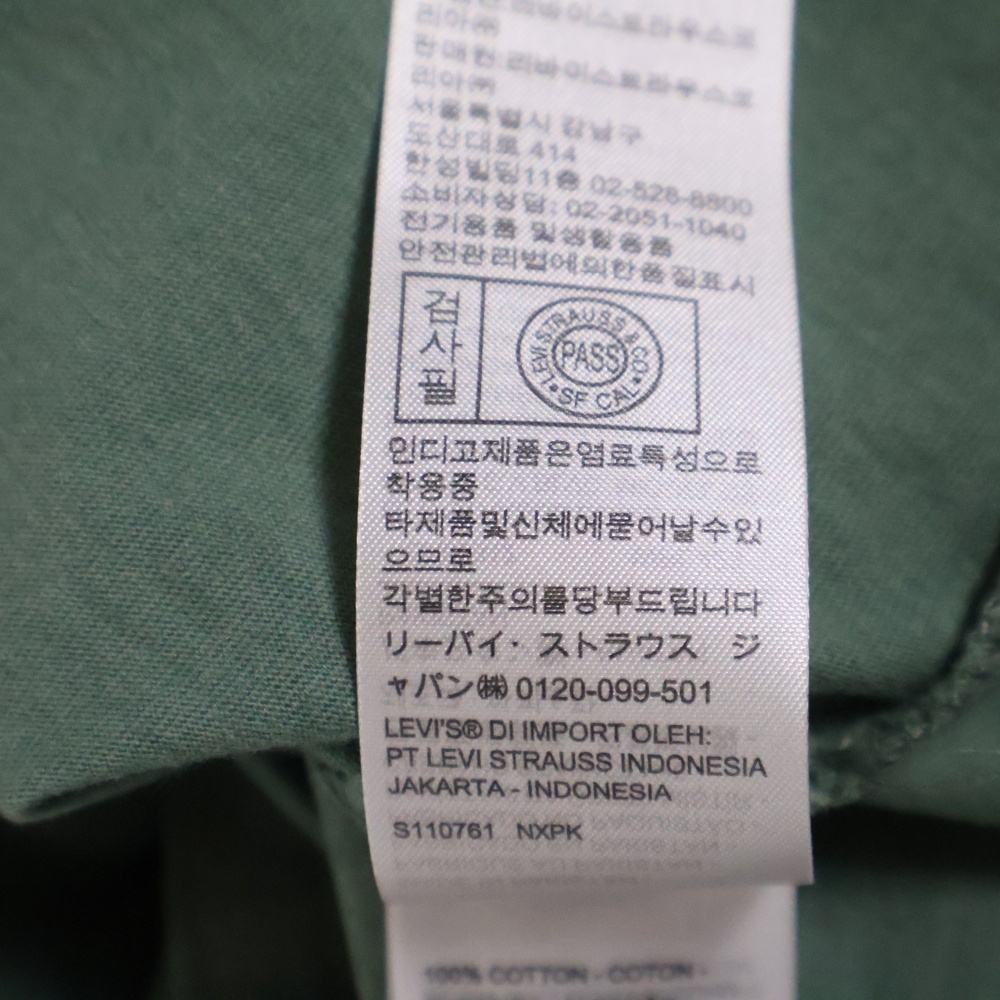 리아㈜
판매원:리바이스트라우스코
리아㈜
서울특별시 강남구
도산대로 414
한성빌딩11층 02-528-8800
소비자상담: 02-2051-1040
전기용품 및생활용품
안전관리법에의한품질표시
검
사
필
LEVI STRAUSS & CO
PASS
SF CAL
인디고제품은염료특성으로
착용중
타제품및신체에묻어날수있
으므로
각별한주의를당부드립니다
リーバイ・ストラウス ジ
ャパン㈱ 0120-099-501
LEVI'S® DI IMPORT OLEH:
PT LEVI STRAUSS INDONESIA
JAKARTA - INDONESIA
S110761 NXPK
100% COTTON - COTON -